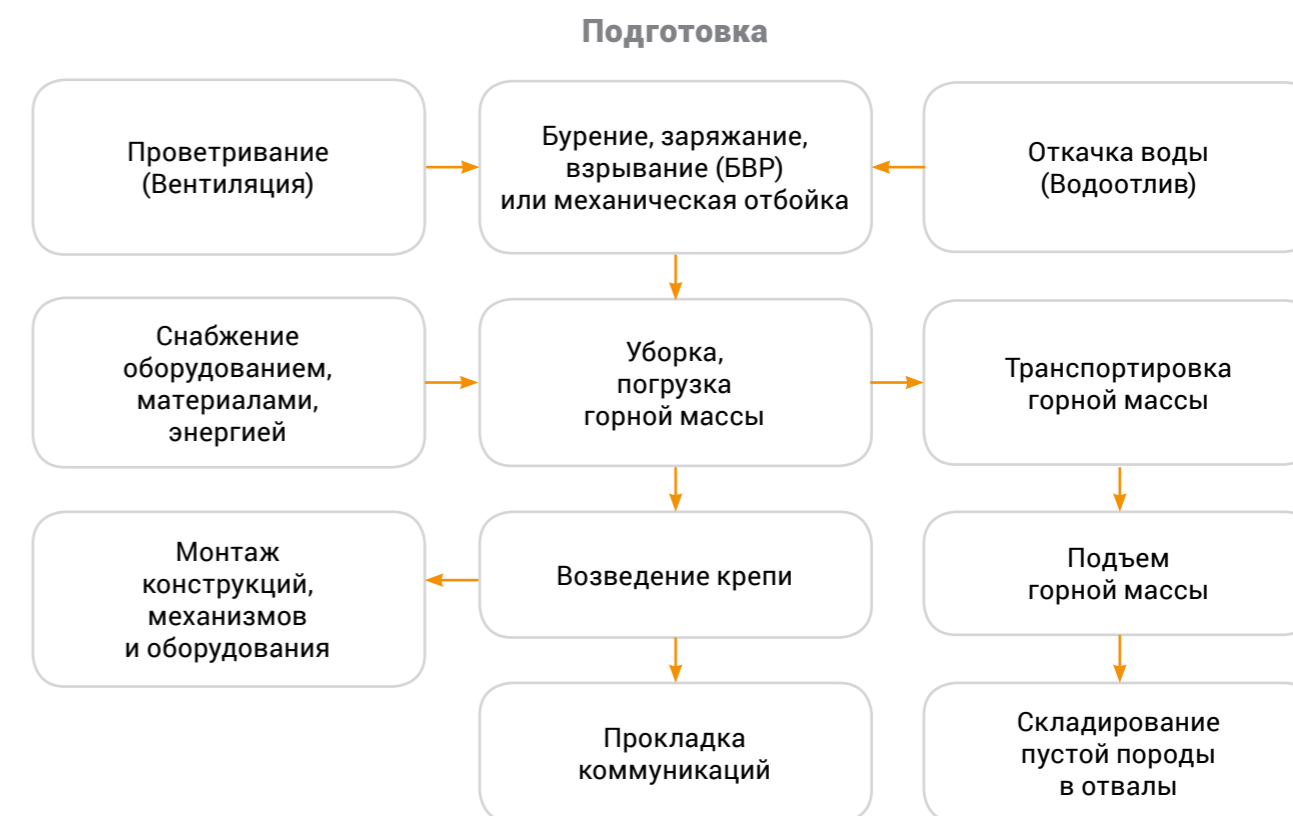 Подготовка
Проветривание
(Вентиляция)
Бурение, заряжание,
взрывание (БВР)
или механическая отбойка
Откачка воды
(Водоотлив)
Снабжение
оборудованием,
материалами,
энергией
Уборка,
погрузка
горной массы
Транспортировка
горной массы
Монтаж
конструкций,
механизмов
и оборудования
Возведение крепи
Подъем
горной массы
Прокладка
коммуникаций
Складирование
пустой породы
в отвалы